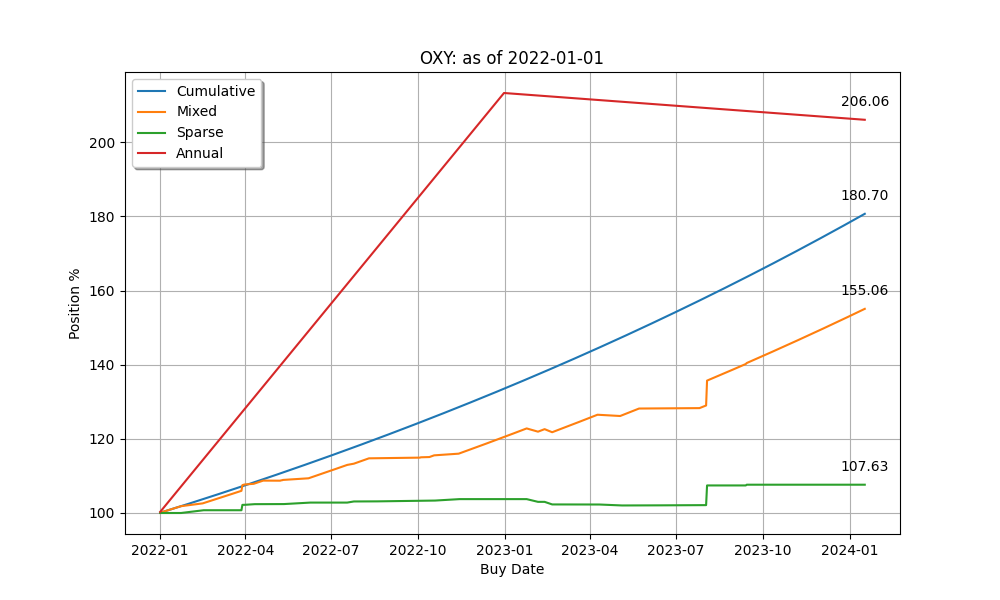 OXY: as of 2022-01-01
Cumulative
Mixed
Sparse
Annual
206.06
180.70
155.06
107.63
200
180
160
140
120
100
Position %
2022-01 2022-04 2022-07 2022-10 2023-01 2023-04 2023-07 2023-10 2024-01
Buy Date